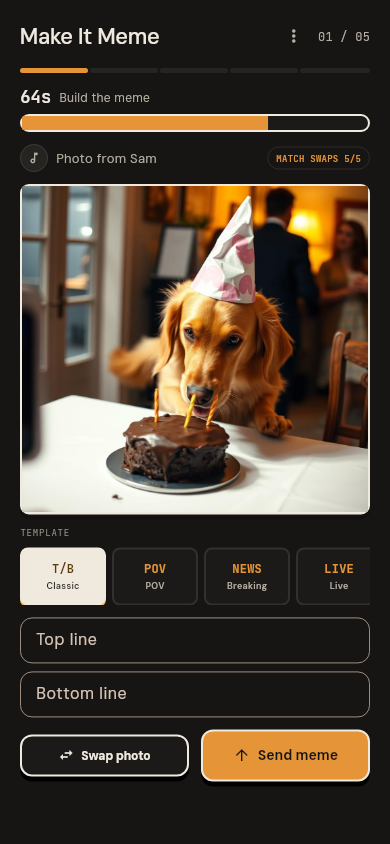 Make It Meme
01 / 05
64s Build the meme
Photo from Sam
MATCH SWAPS 5/5
TEMPLATE
T/B
Classic
POV
POV
NEWS
Breaking
LIVE
Live
Top line
Bottom line
Swap photo
Send meme